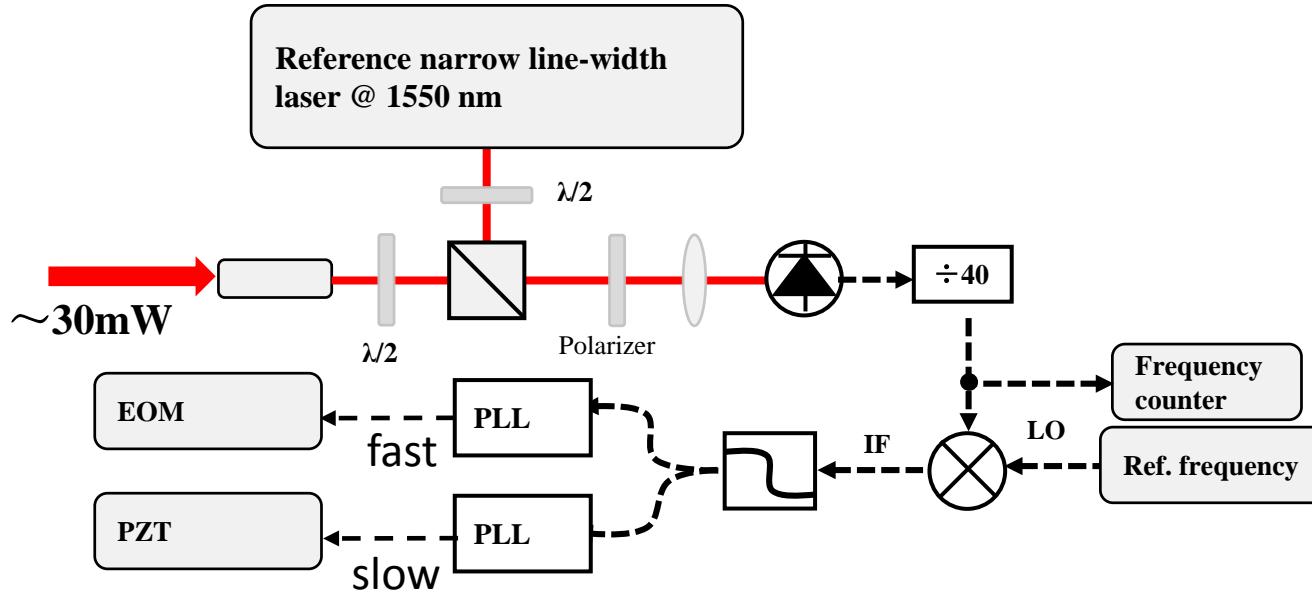 Reference narrow line-width
laser @ 1550 nm
λ/2
~30mW
λ/2
Polarizer
÷40
Frequency
counter
EOM
fast
PLL
IF
LO
Ref. frequency
PZT
slow
PLL